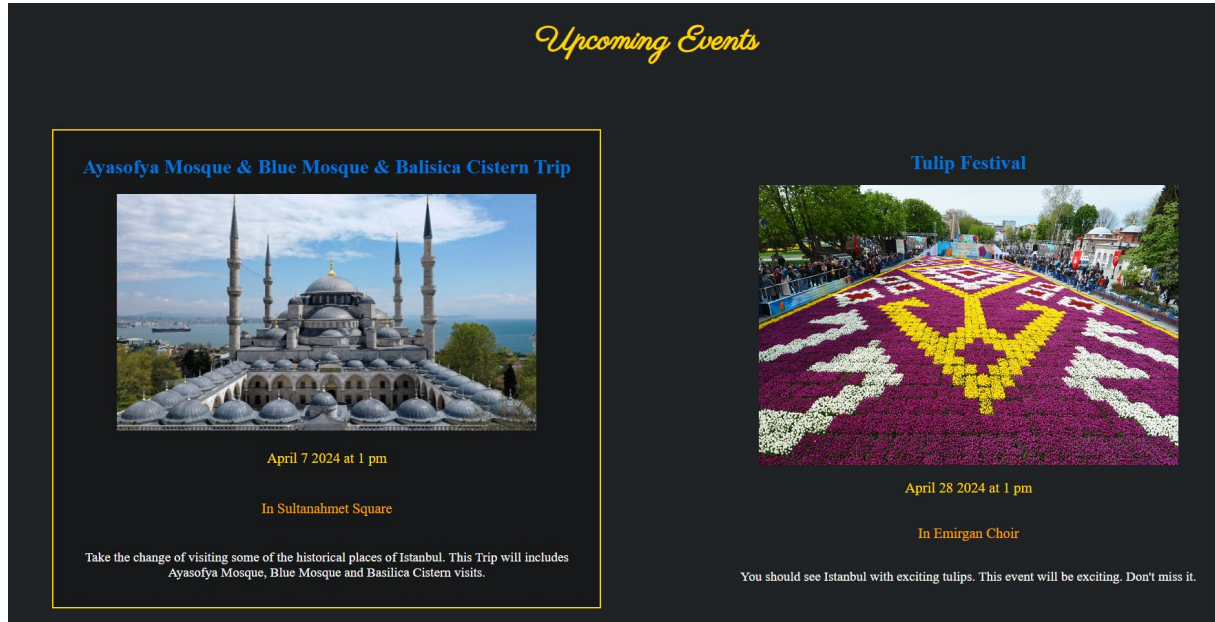 Upcoming Events
Ayasofya Mosque & Blue Mosque & Balisica Cistern Trip
April 7 2024 at 1 pm
In Sultanahmet Square
Take the change of visiting some of the historical places of Istanbul. This Trip will includes
Ayasofya Mosque, Blue Mosque and Basilica Cistern visits.
Tulip Festival
April 28 2024 at 1 pm
In Emirgan Choir
You should see Istanbul with exciting tulips. This event will be exciting. Don't miss it.